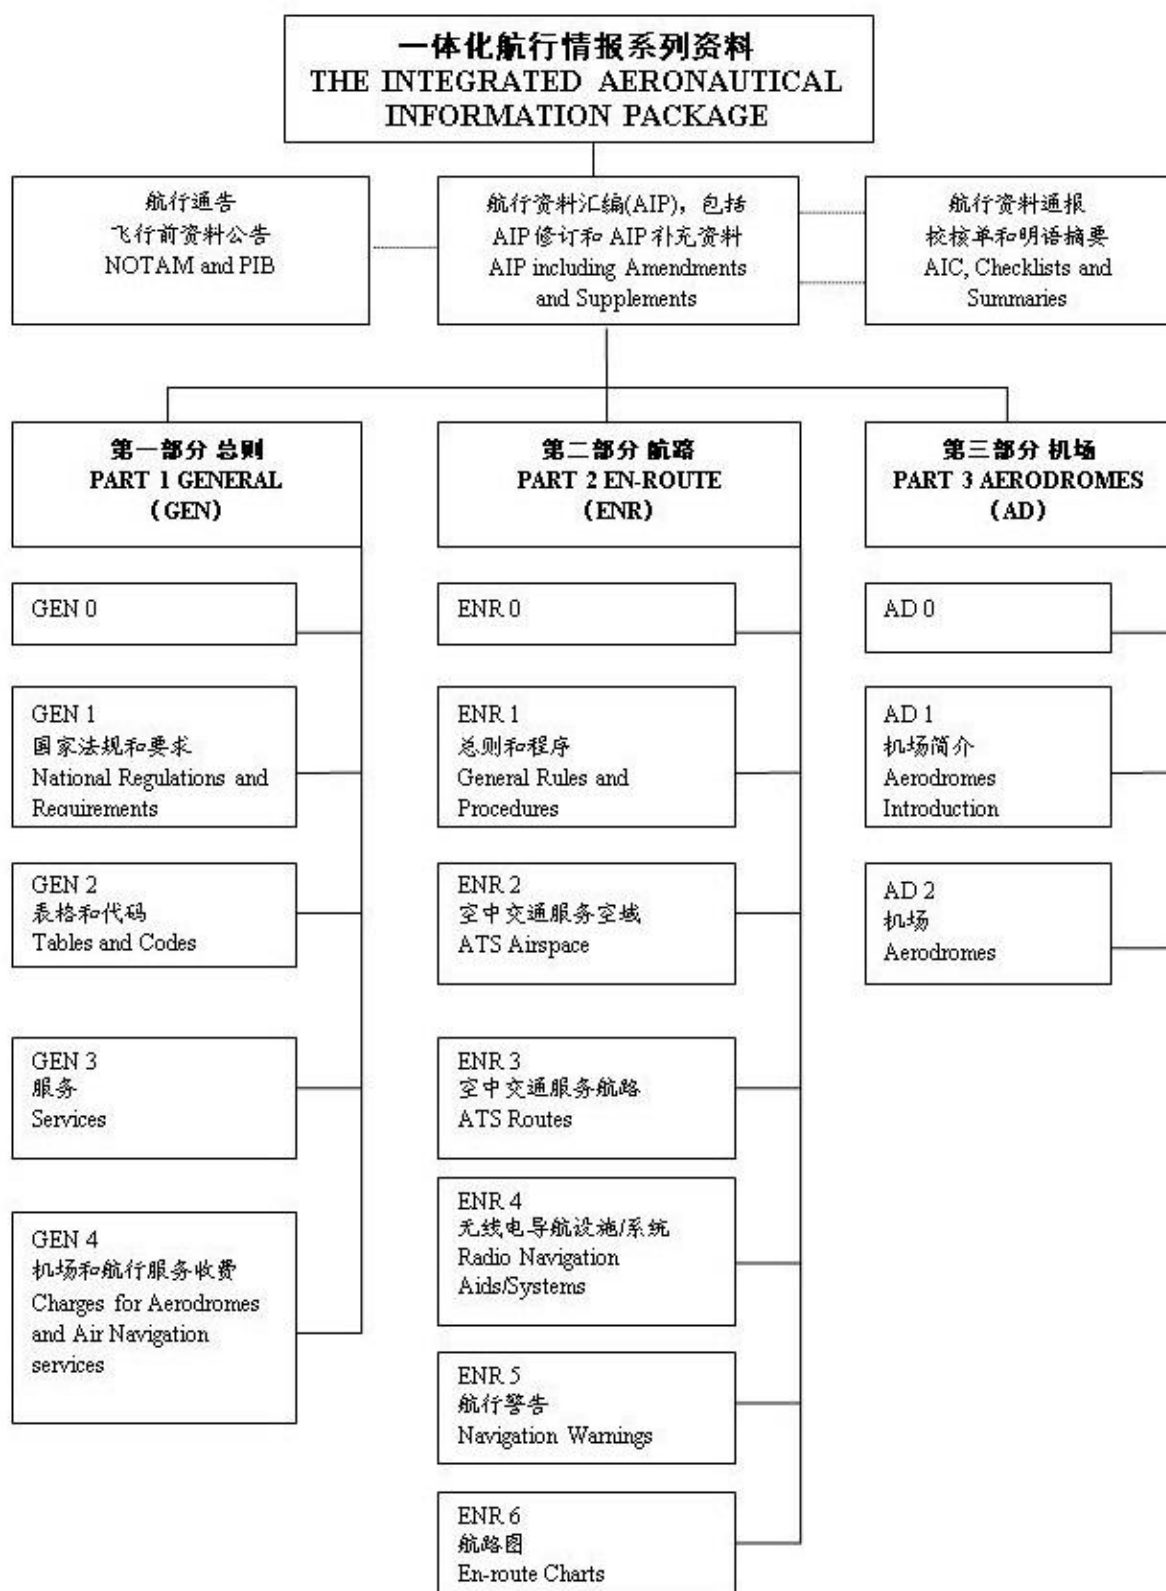 一体化航行情报系列资料
THE INTEGRATED AERONAUTICAL
INFORMATION PACKAGE
航行通告
飞行前资料公告
NOTAM and PIB
航行资料汇编(AIP), 包括
AIP 修订和 AIP 补充资料
AIP including Amendments
and Supplements
航行资料通报
校核单和明语摘要
AIC, Checklists and
Summaries
第一部分 总则
PART 1 GENERAL
(GEN)
第二部分 航路
PART 2 EN-ROUTE
(ENR)
第三部分 机场
PART 3 AERODROMES
(AD)
GEN 0
GEN 1
国家法规和要求
National Regulations and
Requirements
GEN 2
表格和代码
Tables and Codes
GEN 3
服务
Services
GEN 4
机场和航行服务收费
Charges for Aerodromes
and Air Navigation
services
ENR 0
ENR 1
总则和程序
General Rules and
Procedures
ENR 2
空中交通服务空域
ATS Airspace
ENR 3
空中交通服务航路
ATS Routes
ENR 4
无线电导航设施/系统
Radio Navigation
Aids/Systems
ENR 5
航行警告
Navigation Warnings
ENR 6
航路图
En-route Charts
AD 0
AD 1
机场简介
Aerodromes
Introduction
AD 2
机场
Aerodromes